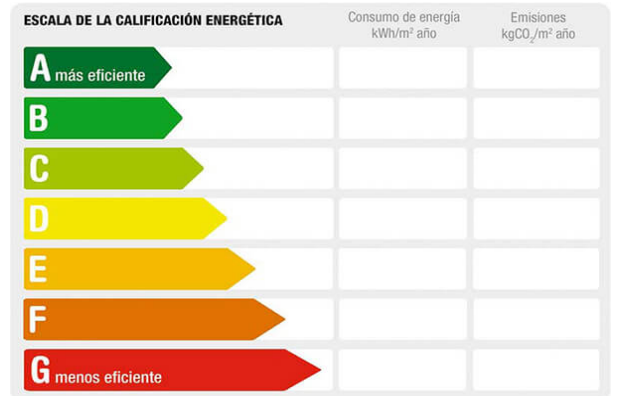 ESCALA DE LA CALIFICACIÓN ENERGÉTICA
Consumo de energía
kWh/m² año
Emisiones
kgCO₂/m² año
A más eficiente
B
C
D
E
F
G menos eficiente